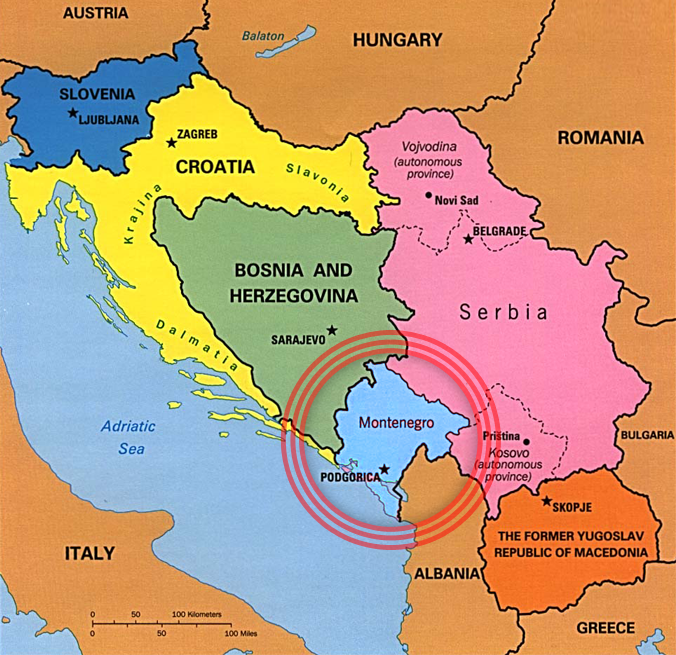 AUSTRIA
Balaton
HUNGARY
SLOVENIA
LJUBLJANA
ZAGREB
CROATIA
Slavonia
Krajina
Vojvodina
(autonomous
province)
Novi Sad
ROMANIA
BELGRADE
BOSNIA AND
HERZEGOVINA
SARAJEVO
Serbia
Dalmatia
Adriatic
Sea
Montenegro
PODGORICA
Priština
Kosovo
(autonomous
province)
BULGARIA
SKOPJE
THE FORMER YUGOSLAV
REPUBLIC OF MACEDONIA
ITALY
ALBANIA
GREECE
0 50 100 Kilometers
0 50 100 Miles